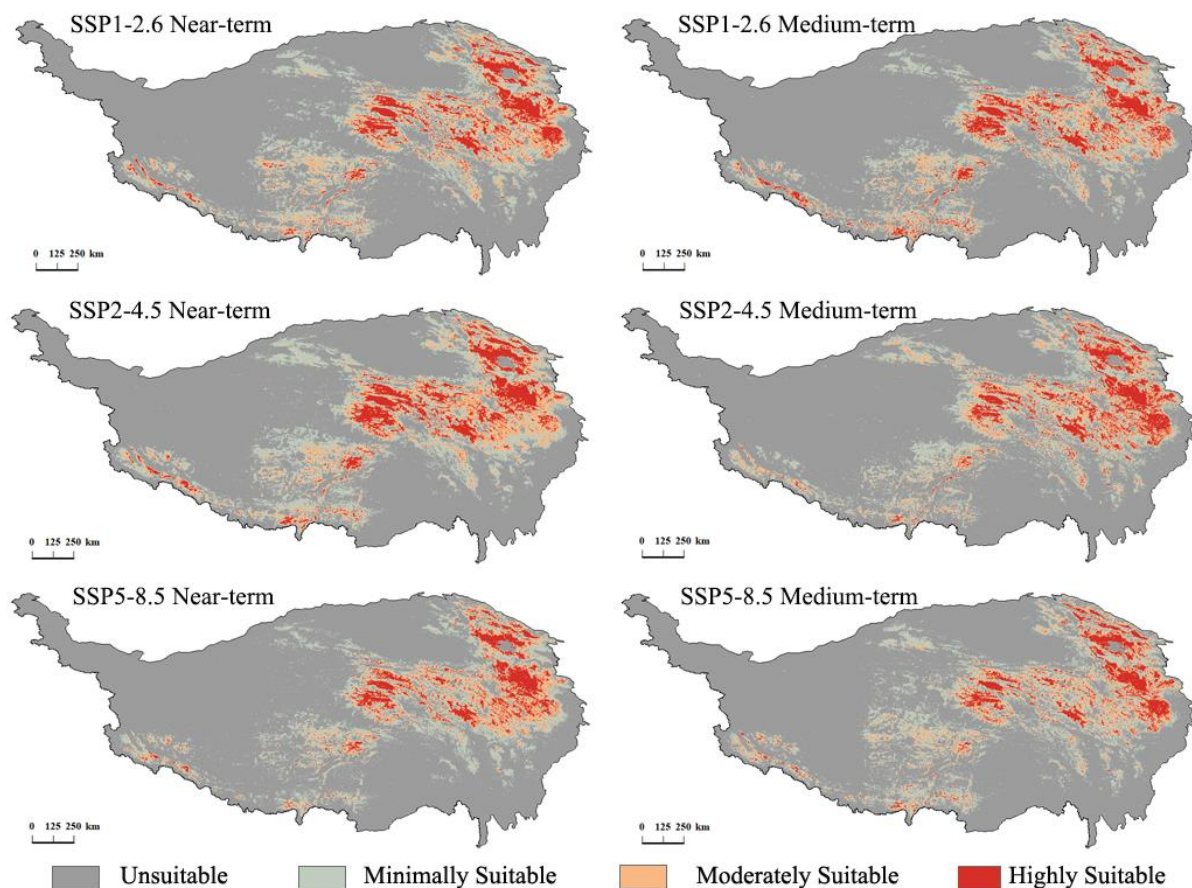 SSP1-2.6 Near-term
SSP1-2.6 Medium-term
0 125 250 km
0 125 250 km
SSP2-4.5 Near-term
SSP2-4.5 Medium-term
0 125 250 km
0 125 250 km
SSP5-8.5 Near-term
SSP5-8.5 Medium-term
0 125 250 km
0 125 250 km
Unsuitable
Minimally Suitable
Moderately Suitable
Highly Suitable